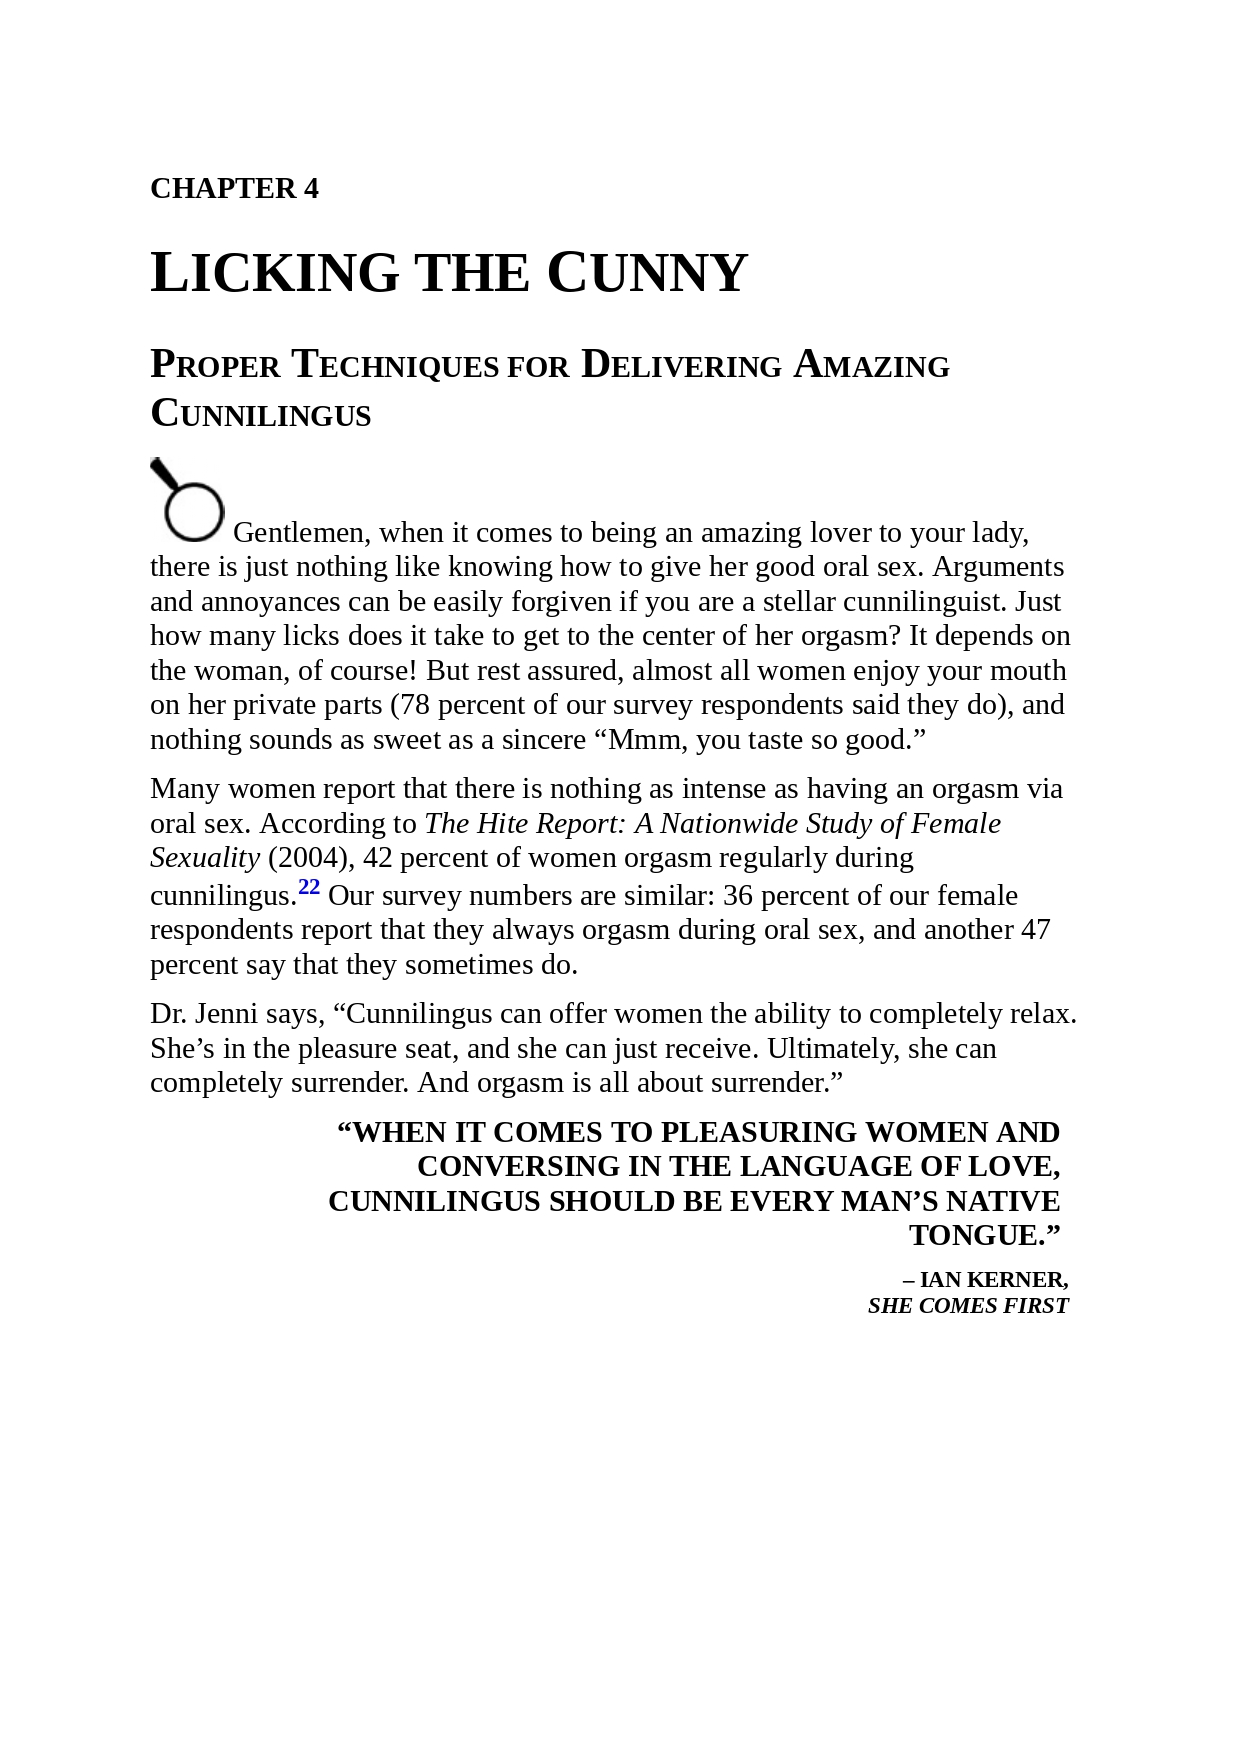 CHAPTER 4
LICKING THE CUNNY
PROPER TECHNIQUES FOR DELIVERING AMAZING
CUNNILINGUS
Gentlemen, when it comes to being an amazing lover to your lady,
there is just nothing like knowing how to give her good oral sex. Arguments
and annoyances can be easily forgiven if you are a stellar cunnilinguist. Just
how many licks does it take to get to the center of her orgasm? It depends on
the woman, of course! But rest assured, almost all women enjoy your mouth
on her private parts (78 percent of our survey respondents said they do), and
nothing sounds as sweet as a sincere “Mmm, you taste so good.”
Many women report that there is nothing as intense as having an orgasm via
oral sex. According to The Hite Report: A Nationwide Study of Female
Sexuality (2004), 42 percent of women orgasm regularly during
cunnilingus.22 Our survey numbers are similar: 36 percent of our female
respondents report that they always orgasm during oral sex, and another 47
percent say that they sometimes do.
Dr. Jenni says, “Cunnilingus can offer women the ability to completely relax.
She’s in the pleasure seat, and she can just receive. Ultimately, she can
completely surrender. And orgasm is all about surrender.”
“WHEN IT COMES TO PLEASURING WOMEN AND
CONVERSING IN THE LANGUAGE OF LOVE,
CUNNILINGUS SHOULD BE EVERY MAN’S NATIVE
TONGUE.”
– IAN KERNER,
SHE COMES FIRST